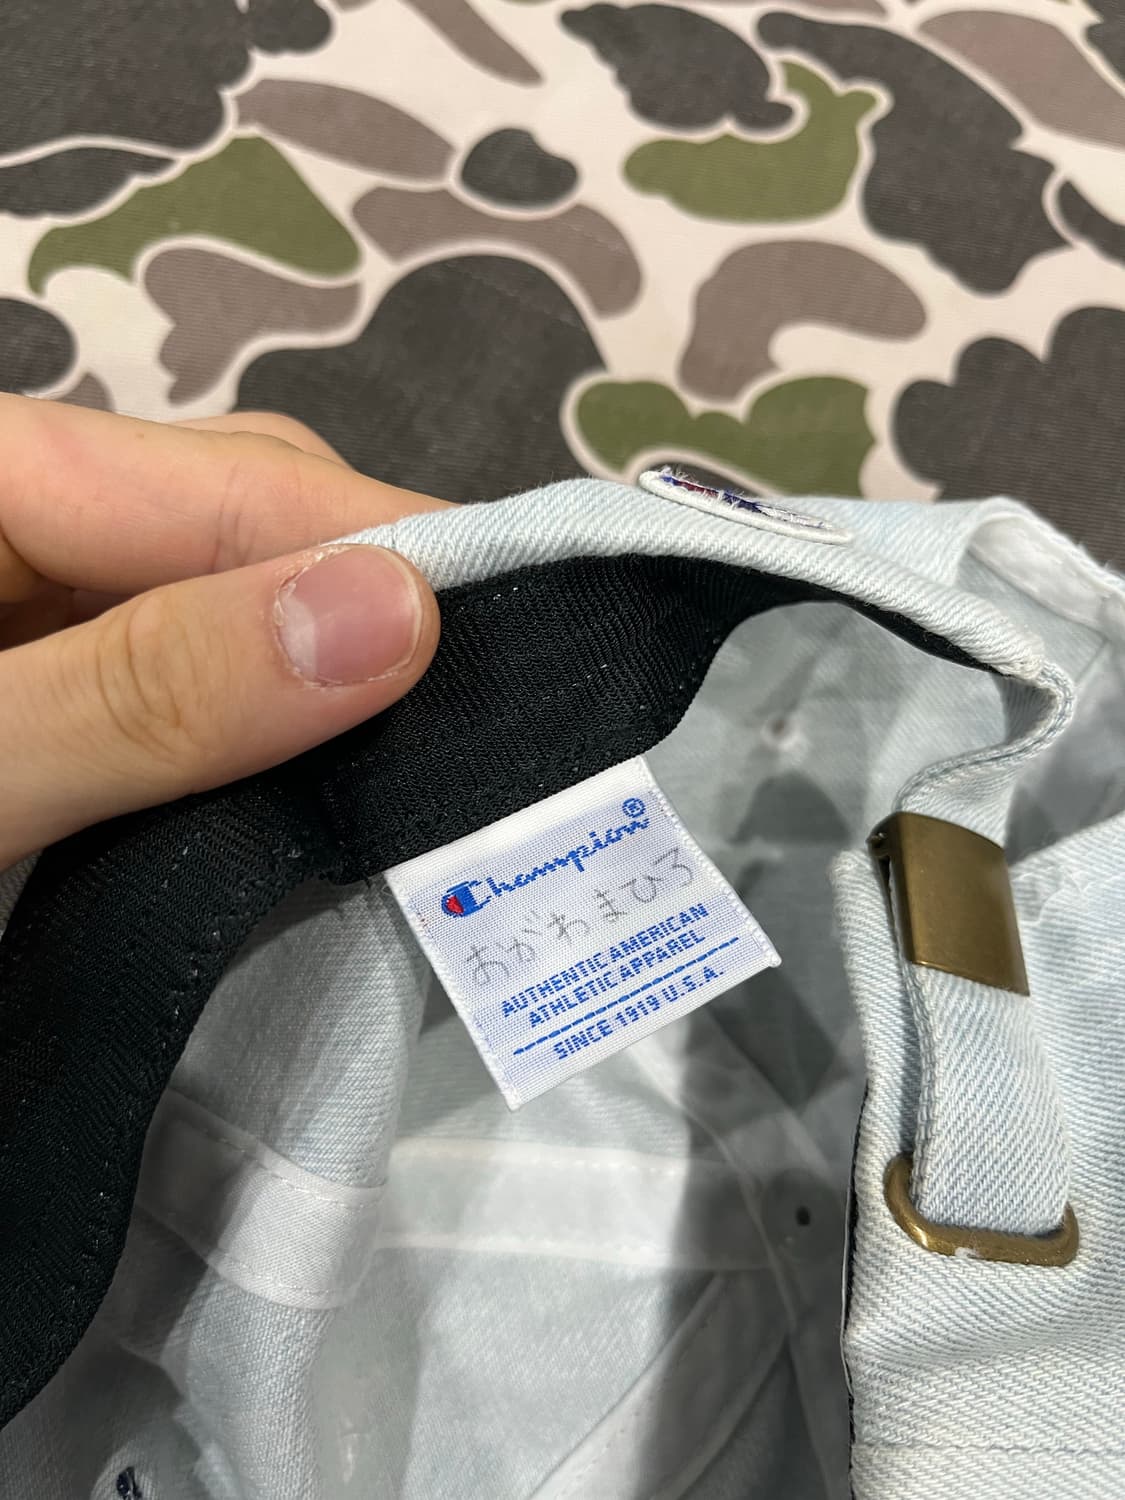 Champion®
おがわまひろ
AUTHENTIC AMERICAN
ATHLETIC APPAREL
SINCE 1919 U.S.A.